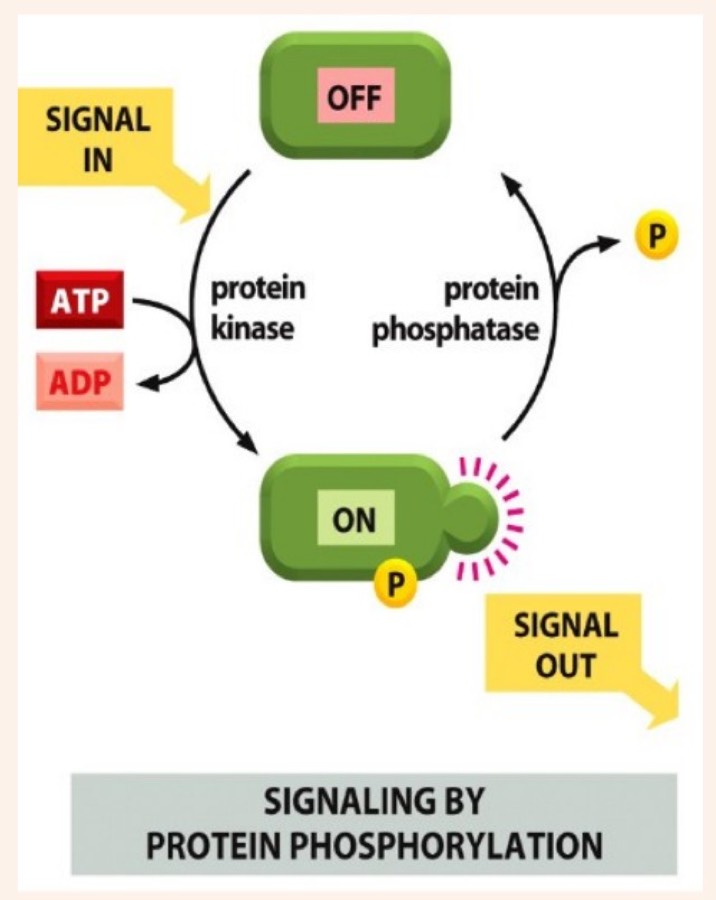 OFF
SIGNAL
IN
P
ATP
protein
kinase
protein
phosphatase
ADP
ON
P
SIGNAL
OUT
SIGNALING BY
PROTEIN PHOSPHORYLATION